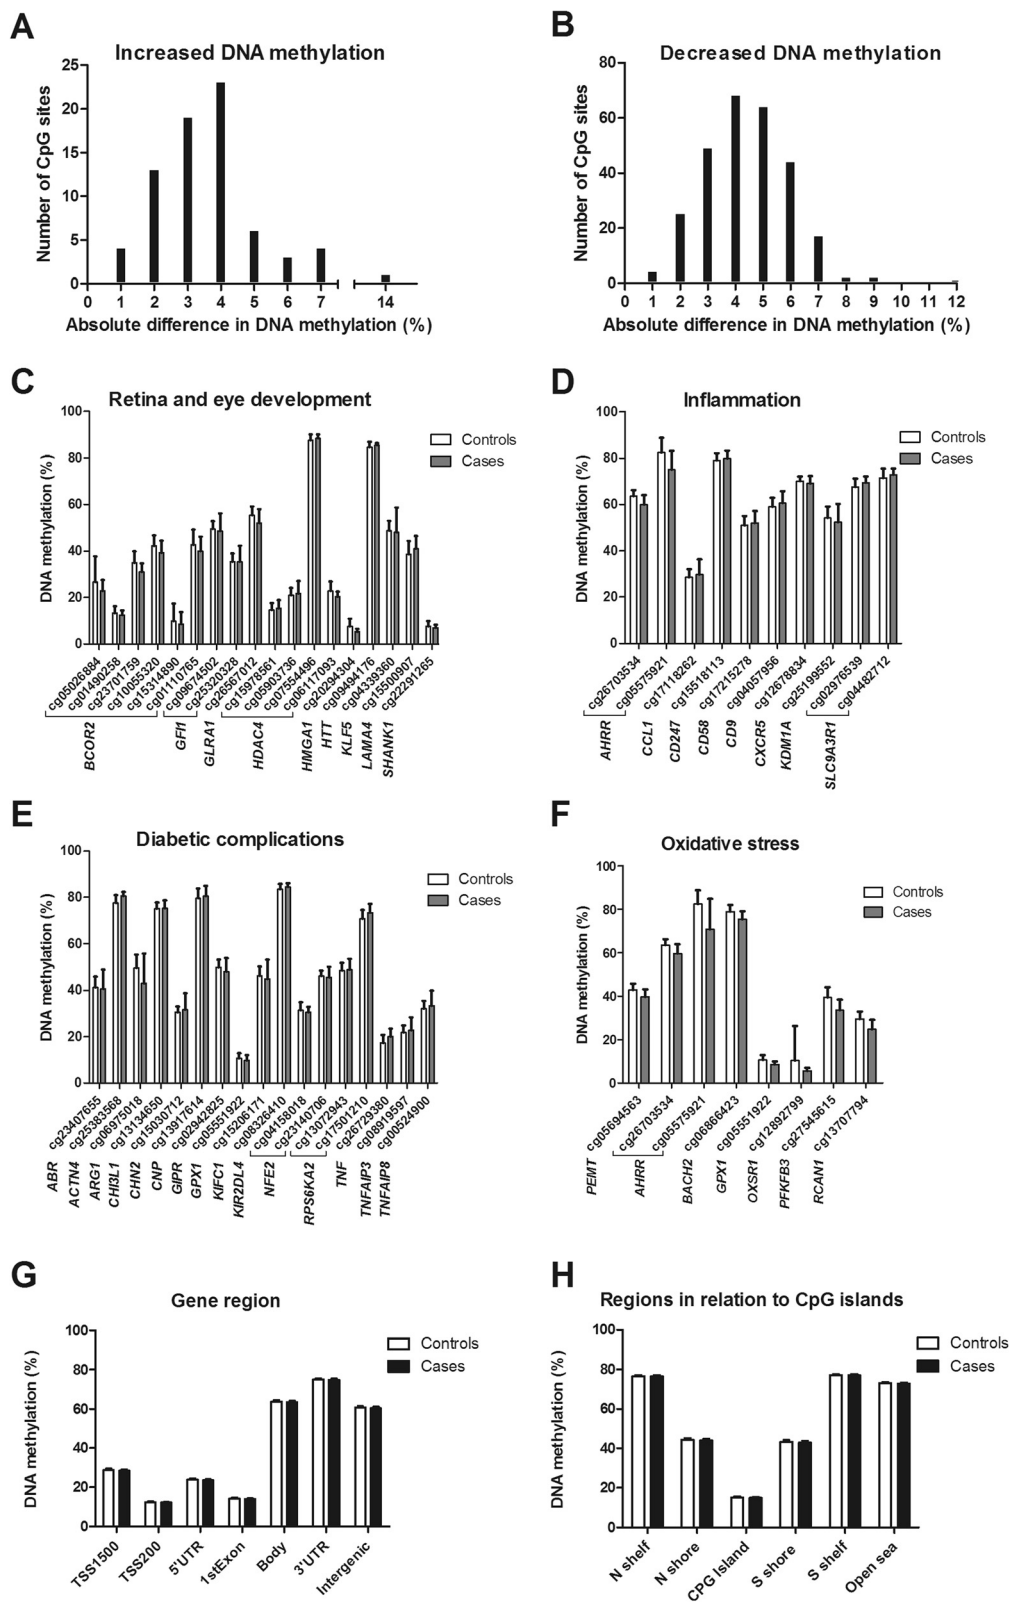 A
Increased DNA methylation
Number of CpG sites
25
20
15
10
5
0
0 1 2 3 4 5 6 7 14
Absolute difference in DNA methylation (%)
B
Decreased DNA methylation
Number of CpG sites
80
60
40
20
0
0 1 2 3 4 5 6 7 8 9 10 11 12
Absolute difference in DNA methylation (%)
C
Retina and eye development
DNA methylation (%)
100
80
60
40
20
0
Controls
Cases
cg05026884
cg01490258
cg23701759
cg10055320
cg15314890
cg01110765
cg09674502
cg25320328
cg26567012
cg15978561
cg05903736
cg07554496
cg06117093
cg20294304
cg09494176
cg04339360
cg15500907
cg22291265
BCOR2
GFI1
GLRA1
HDAC4
HMGA1
HTT
KLF5
LAMA4
SHANK1
D
Inflammation
DNA methylation (%)
100
80
60
40
20
0
Controls
Cases
cg26703534
cg05575921
cg17118262
cg15518113
cg17215278
cg04057956
cg12678834
cg25199552
cg02976539
cg04482712
AHRR
CCL1
CD247
CD58
CD9
CXCR5
KDM1A
SLC9A3R1
E
Diabetic complications
DNA methylation (%)
100
80
60
40
20
0
Controls
Cases
cg23407655
cg25383568
cg06975018
cg13134650
cg15030712
cg13917614
cg02942825
cg05551922
cg15206171
cg08326410
cg04158018
cg23140706
cg13072943
cg17501210
cg26729380
cg08919597
cg00524900
ABR
ACTN4
ARG1
CHI3L1
CHN2
CNP
GIPR
GPX1
KIFC1
KIR2DL4
NFE2
RPS6KA2
TNF
TNFAIP3
TNFAIP8
F
Oxidative stress
DNA methylation (%)
100
80
60
40
20
0
Controls
Cases
cg05694563
cg26703534
cg05575921
cg06866423
cg05551922
cg12892799
cg27545615
cg13707794
PEMT
AHRR
BACH2
GPX1
OXSR1
PFKFB3
RCAN1
G
Gene region
DNA methylation (%)
100
80
60
40
20
0
Controls
Cases
TSS1500
TSS200
5'UTR
1stExon
Body
3'UTR
Intergenic
H
Regions in relation to CpG islands
DNA methylation (%)
100
80
60
40
20
0
Controls
Cases
N shelf
N shore
CPG Island
S shore
S shelf
Open sea